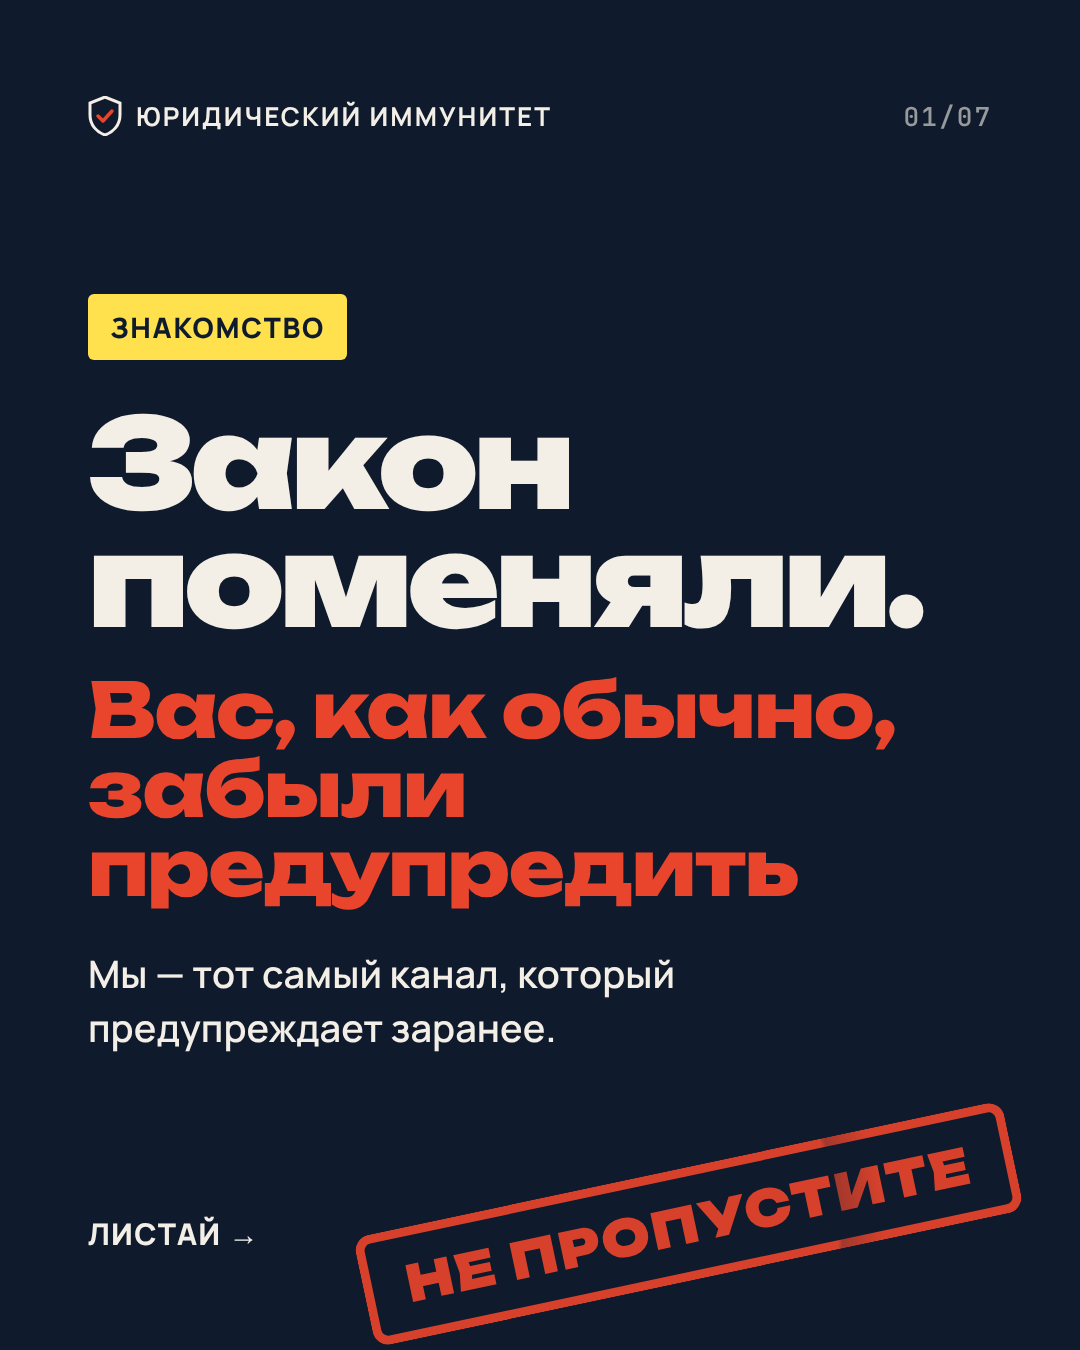 ЮРИДИЧЕСКИЙ ИММУНИТЕТ
01/07
ЗНАКОМСТВО
Закон
поменяли.
Вас, как обычно,
забыли
предупредить
Мы — тот самый канал, который
предупреждает заранее.
НЕ ПРОПУСТИТЕ
ЛИСТАЙ →